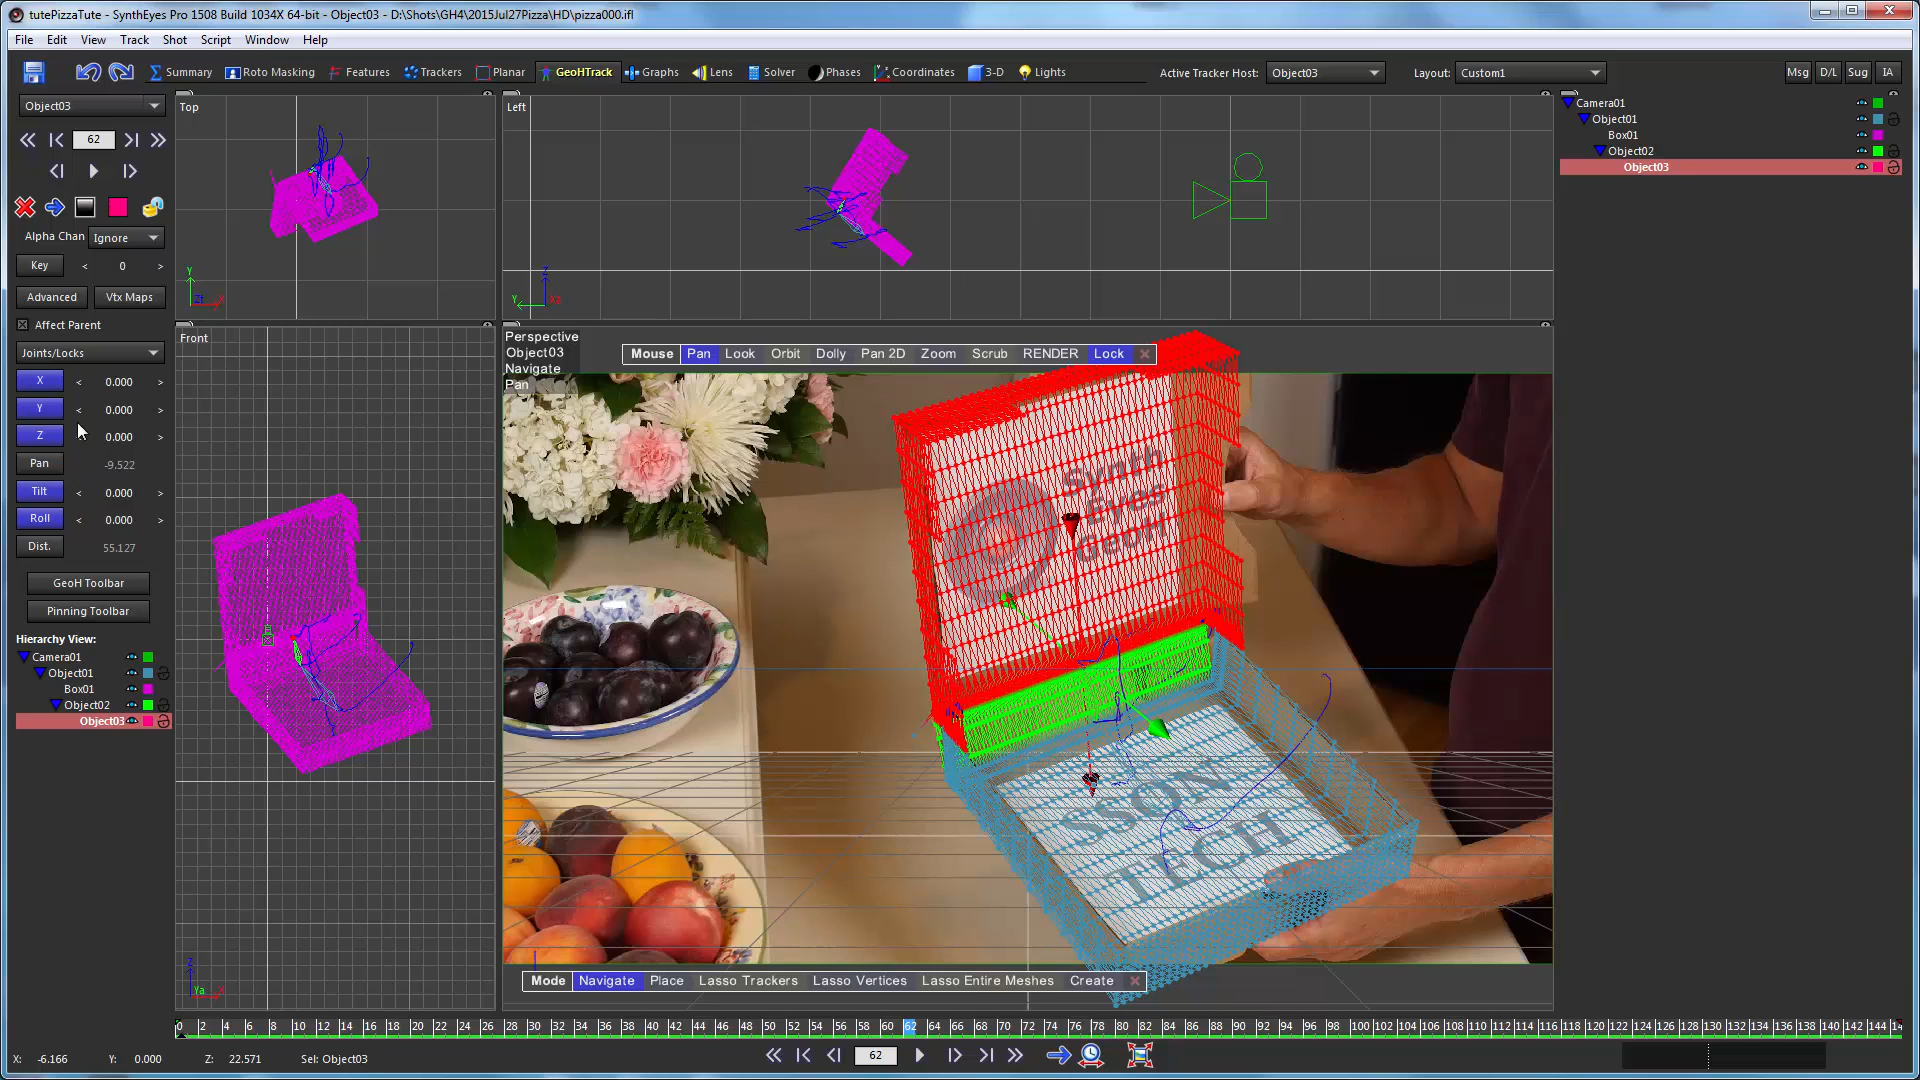 tutePizzaTute - SynthEyes Pro 1508 Build 1034X 64-bit - Object03 - D:\Shots\GH4\2015Jul27Pizza\HD\pizza000.ifl
File Edit View Track Shot Script Window Help
Summary Roto Masking Features Trackers Planar GeoHTrack Graphs Lens Solver Phases Coordinates 3-D Lights Active Tracker Host: Object03 Layout: Custom1 Msg D/L Sug IA
Object03
62
Alpha Chan Ignore
Key < 0 >
Advanced Vtx Maps
Affect Parent
Joints/Locks
X < 0.000 >
Y < 0.000 >
Z < 0.000 >
Pan -9.522
Tilt < 0.000 >
Roll < 0.000 >
Dist. 55.127
GeoH Toolbar
Pinning Toolbar
Hierarchy View:
Camera01
Object01
Box01
Object02
Object03
Top
Y
X
Left
Z
Y
Front
Z
Ya
X
Perspective
Object03
Navigate
Pan
Mouse Pan Look Orbit Dolly Pan 2D Zoom Scrub RENDER Lock
Synth
Eyes
GeoH
SSON
TECH
Mode Navigate Place Lasso Trackers Lasso Vertices Lasso Entire Meshes Create
Camera01
Object01
Box01
Object02
Object03
0 2 4 6 8 10 12 14 16 18 20 22 24 26 28 30 32 34 36 38 40 42 44 46 48 50 52 54 56 58 60 62 64 66 68 70 72 74 76 78 80 82 84 86 88 90 92 94 96 98 100 102 104 106 108 110 112 114 116 118 120 122 124 126 128 130 132 134 136 138 140 142 144
X: -6.166 Y: 0.000 Z: 22.571 Sel: Object03
62